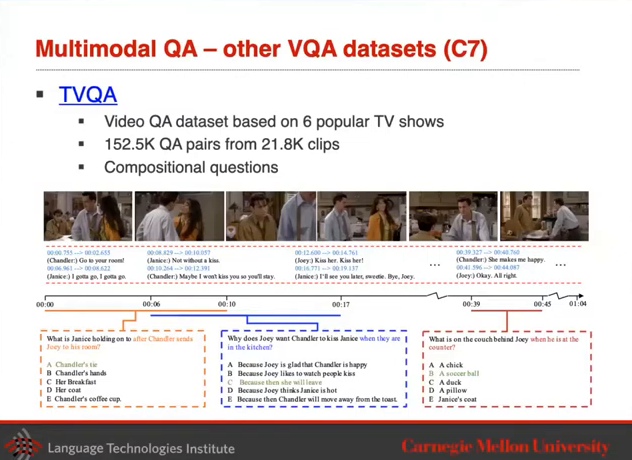 Multimodal QA – other VQA datasets (C7)
TVQA
Video QA dataset based on 6 popular TV shows
152.5K QA pairs from 21.8K clips
Compositional questions
00:00.755 --> 00:02.655
(Chandler:) Go to your room!
00:06.961 --> 00:08.622
(Janice:) I gotta go, I gotta go.
00:08.829 --> 00:10.057
(Janice:) Not without a kiss.
00:10.264 --> 00:12.391
(Chandler:) Maybe I won't kiss you so you'll stay.
00:12.600 --> 00:14.761
(Joey:) Kiss her. Kiss her!
00:16.771 --> 00:19.137
(Janice:) I'll see you later, sweetie. Bye, Joey.
...
00:39.327 --> 00:40.760
(Chandler:) She makes me happy.
00:41.596 --> 00:44.087
(Joey:) Okay. All right.
...
00:00
00:06
00:10
00:17
00:39
00:45
01:04
What is Janice holding on to after Chandler sends
Joey to his room?
A Chandler's tie
B Chandler's hands
C Her Breakfast
D Her coat
E Chandler's coffee cup.
Why does Joey want Chandler to kiss Janice when they
are in the kitchen?
A Because Joey is glad that Chandler is happy
B Because Joey likes to watch people kiss
C Because then she will leave
D Because Joey thinks Janice is hot
E Because then Chandler will move away from the toast.
What is on the couch behind Joey when he is at the
counter?
A A chick
B A soccer ball
C A duck
D A pillow
E Janice's coat
Language Technologies Institute
Carnegie Mellon University